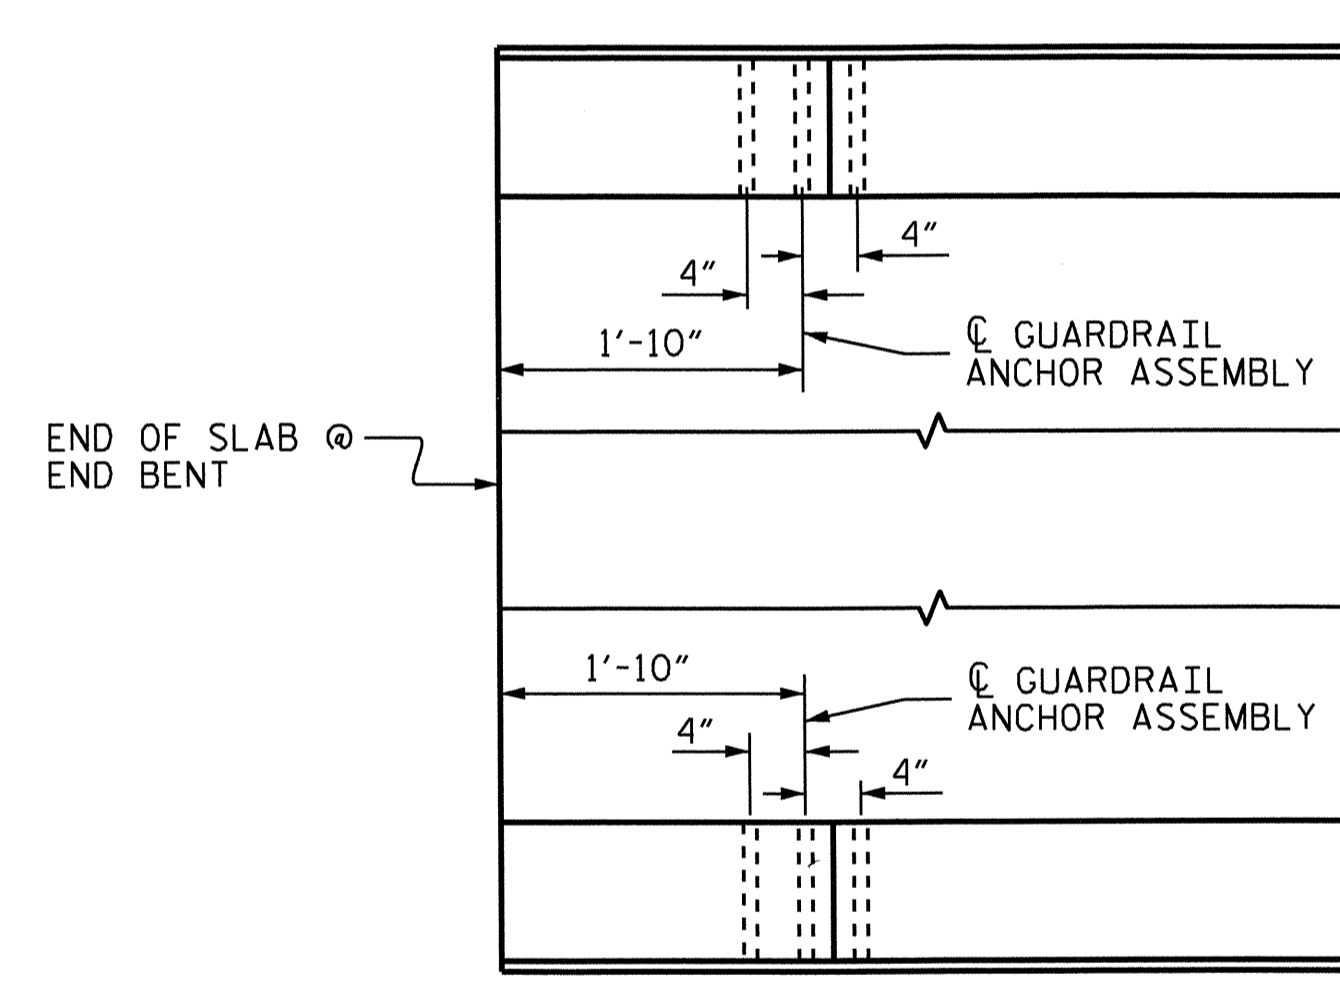 4″
4″
1′-10″
℄ GUARDRAIL
ANCHOR ASSEMBLY
END OF SLAB @
END BENT
1′-10″
℄ GUARDRAIL
ANCHOR ASSEMBLY
4″
4″